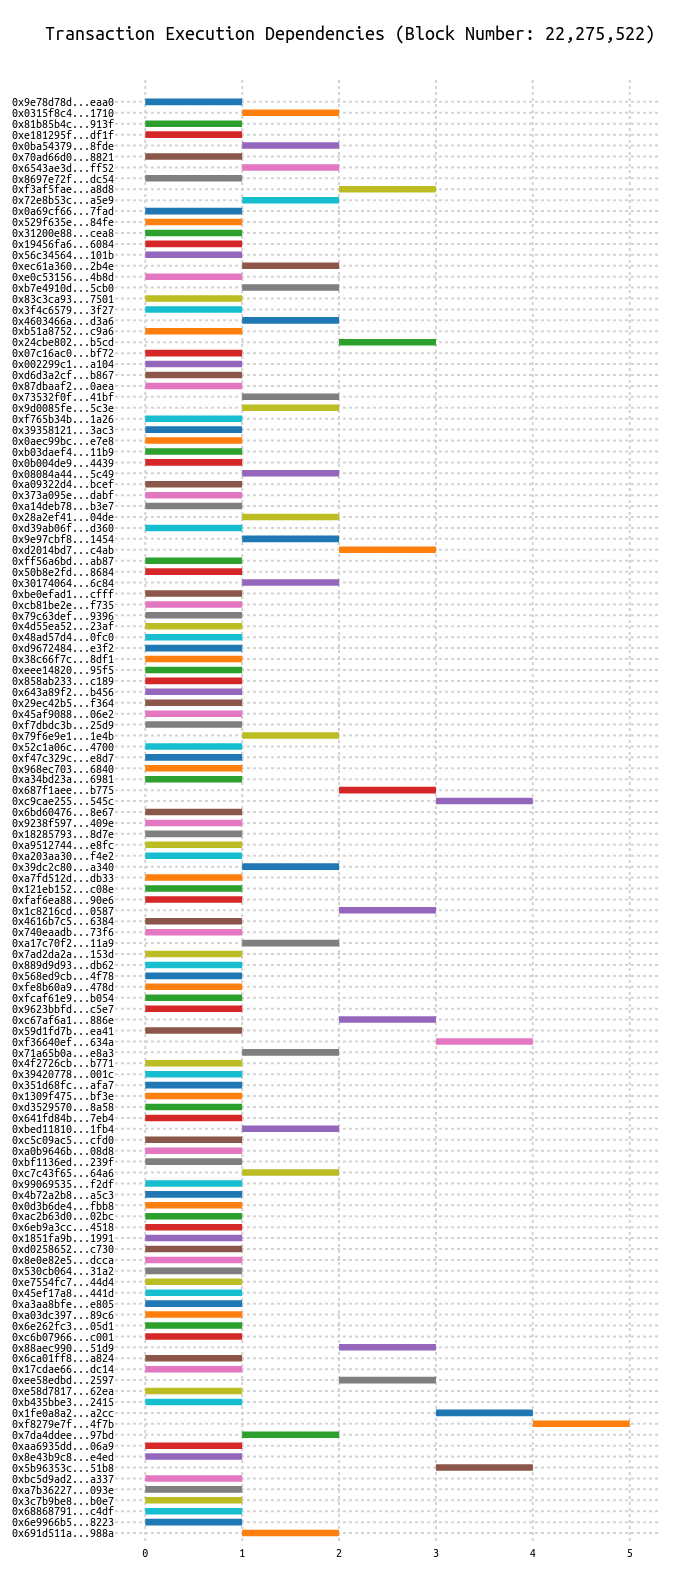 Transaction Execution Dependencies (Block Number: 22,275,522)
0x9e78d78d...eaa0
0x0315f8c4...1710
0x81b85b4c...913f
0xe181295f...df1f
0x0ba54379...8fde
0x70ad66d0...8821
0x6543ae3d...ff52
0x8697e72f...dc54
0xf3af5fae...a8d8
0x72e8b53c...a5e9
0x0a69cf66...7fad
0x529f635e...84fe
0x31200e88...cea8
0x19456fa6...6084
0x56c34564...101b
0xec61a360...2b4e
0xe0c53156...4b8d
0xb7e4910d...5cb0
0x83c3ca93...7501
0x3f4c6579...3f27
0x4603466a...d3a6
0xb51a8752...c9a6
0x24cbe802...b5cd
0x07c16ac0...bf72
0x002299c1...a104
0xd6d3a2cf...b867
0x87dbaaf2...0aea
0x73532f0f...41bf
0x9d0085fe...5c3e
0xf765b34b...1a26
0x39358121...3ac3
0x0aec99bc...e7e8
0xb03daef4...11b9
0x0b004de9...4439
0x08084a44...5c49
0xa09322d4...bcef
0x373a095e...dabf
0xa14deb78...b3e7
0x28a2ef41...04de
0xd39ab06f...d360
0x9e97cbf8...1454
0xd2014bd7...c4ab
0xff56a6bd...ab87
0x50b8e2fd...8684
0x30174064...6c84
0xbe0efad1...cfff
0xcb81be2e...f735
0x79c63def...9396
0x4d55ea52...23af
0x48ad57d4...0fc0
0xd9672484...e3f2
0x38c66f7c...8df1
0xeee14820...95f5
0x858ab233...c189
0x643a89f2...b456
0x29ec42b5...f364
0x45af9088...06e2
0xf7dbdc3b...25d9
0x79f6e9e1...1e4b
0x52c1a06c...4700
0xf47c329c...e8d7
0x968ec703...6840
0xa34bd23a...6981
0x687f1aee...b775
0xc9cae255...545c
0x6bd60476...8e67
0x9238f597...409e
0x18285793...8d7e
0xa9512744...e8fc
0xa203aa30...f4e2
0x39dc2c80...a340
0xa7fd512d...db33
0x121eb152...c08e
0xfaf6ea88...90e6
0x1c8216cd...0587
0x4616b7c5...6384
0x740eaadb...73f6
0xa17c70f2...11a9
0x7ad2da2a...153d
0x889d9d93...db62
0x568ed9cb...4f78
0xfe8b60a9...478d
0xfcaf61e9...b054
0x9623bbfd...c5e7
0xc67af6a1...886e
0x59d1fd7b...ea41
0xf36640ef...634a
0x71a65b0a...e8a3
0x4f2726cb...b771
0x39420778...001c
0x351d68fc...afa7
0x1309f475...bf3e
0xd3529570...8a58
0x641fd84b...7eb4
0xbed11810...1fb4
0xc5c09ac5...cfd0
0xa0b9646b...08d8
0xbf1136ed...239f
0xc7c43f65...64a6
0x99069535...f2df
0x4b72a2b8...a5c3
0x0d3b6de4...fbb8
0xac2b63d0...02bc
0x6eb9a3cc...4518
0x1851fa9b...1991
0xd0258652...c730
0x8e0e82e5...dcca
0x530cb064...31a2
0xe7554fc7...44d4
0x45ef17a8...441d
0xa3aa8bfe...e805
0xa03dc397...89c6
0x6e262fc3...05d1
0xc6b07966...c001
0x88aec990...51d9
0x6ca01ff8...a824
0x17cdae66...dc14
0xee58edbd...2597
0xe58d7817...62ea
0xb435bbe3...2415
0x1fe0a8a2...a2cc
0xf8279e7f...4f7b
0x7da4ddee...97bd
0xaa6935dd...06a9
0x8e43b9c8...e4ed
0x5b96353c...51b8
0xbc5d9ad2...a337
0xa7b36227...093e
0x3c7b9be8...b0e7
0x68868791...c4df
0x6e9966b5...8223
0x691d511a...988a
0 1 2 3 4 5